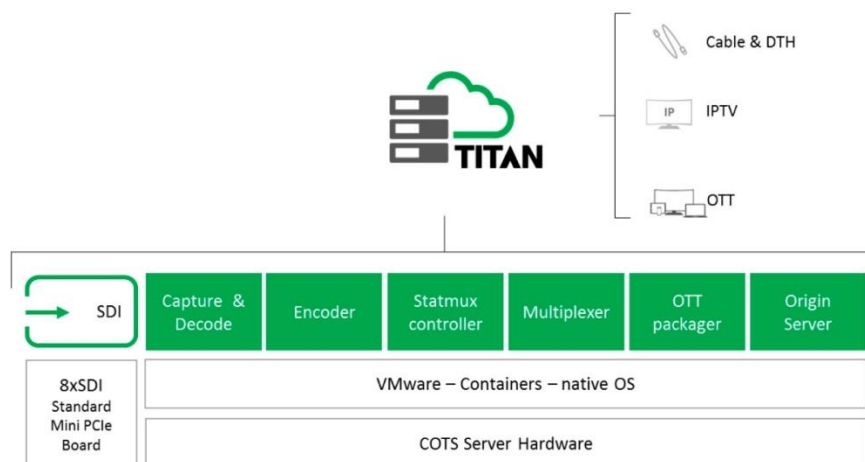 Cable & DTH
IP
IPTV
TITAN
OTT
SDI
Capture &
Decode
Encoder
Statmux
controller
Multiplexer
OTT
packager
Origin
Server
8xSDI
Standard
Mini PCIe
Board
VMware – Containers – native OS
COTS Server Hardware